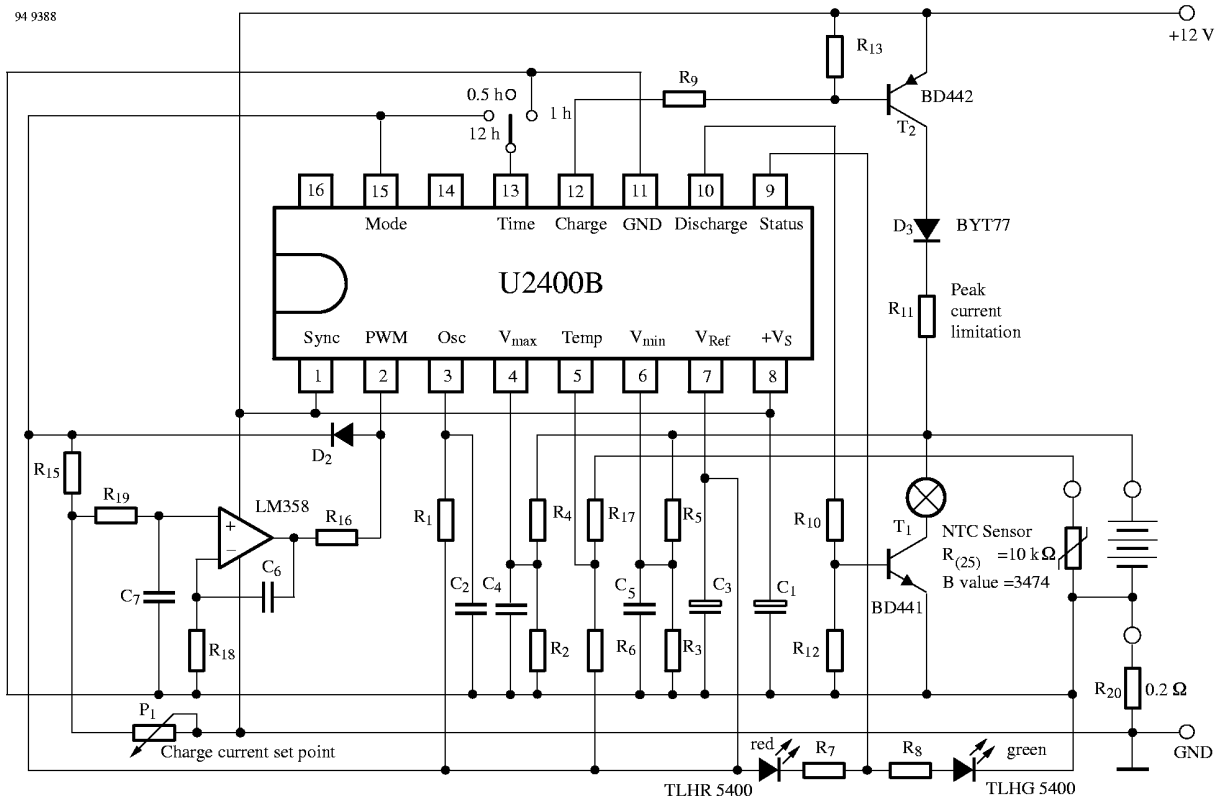 94 9388
+12 V
R13
R9
BD442
T2
0.5 h
1 h
12 h
16 15 14 13 12 11 10 9
Mode Time Charge GND Discharge Status
D3 BYT77
U2400B
R11 Peak
current
limitation
Sync PWM Osc Vmax Temp Vmin VRef +VS
1 2 3 4 5 6 7 8
D2
R15
R19 LM358
R16
R1
R4 R17 R5
R10
T1
NTC Sensor
R(25) =10 kΩ
B value =3474
+
−
C6
C7
C2 C4 C5 C3 C1
BD441
R18
R2 R6 R3
R12
R20 0.2 Ω
P1
Charge current set point
GND
red R7 R8 green
TLHR 5400 TLHG 5400